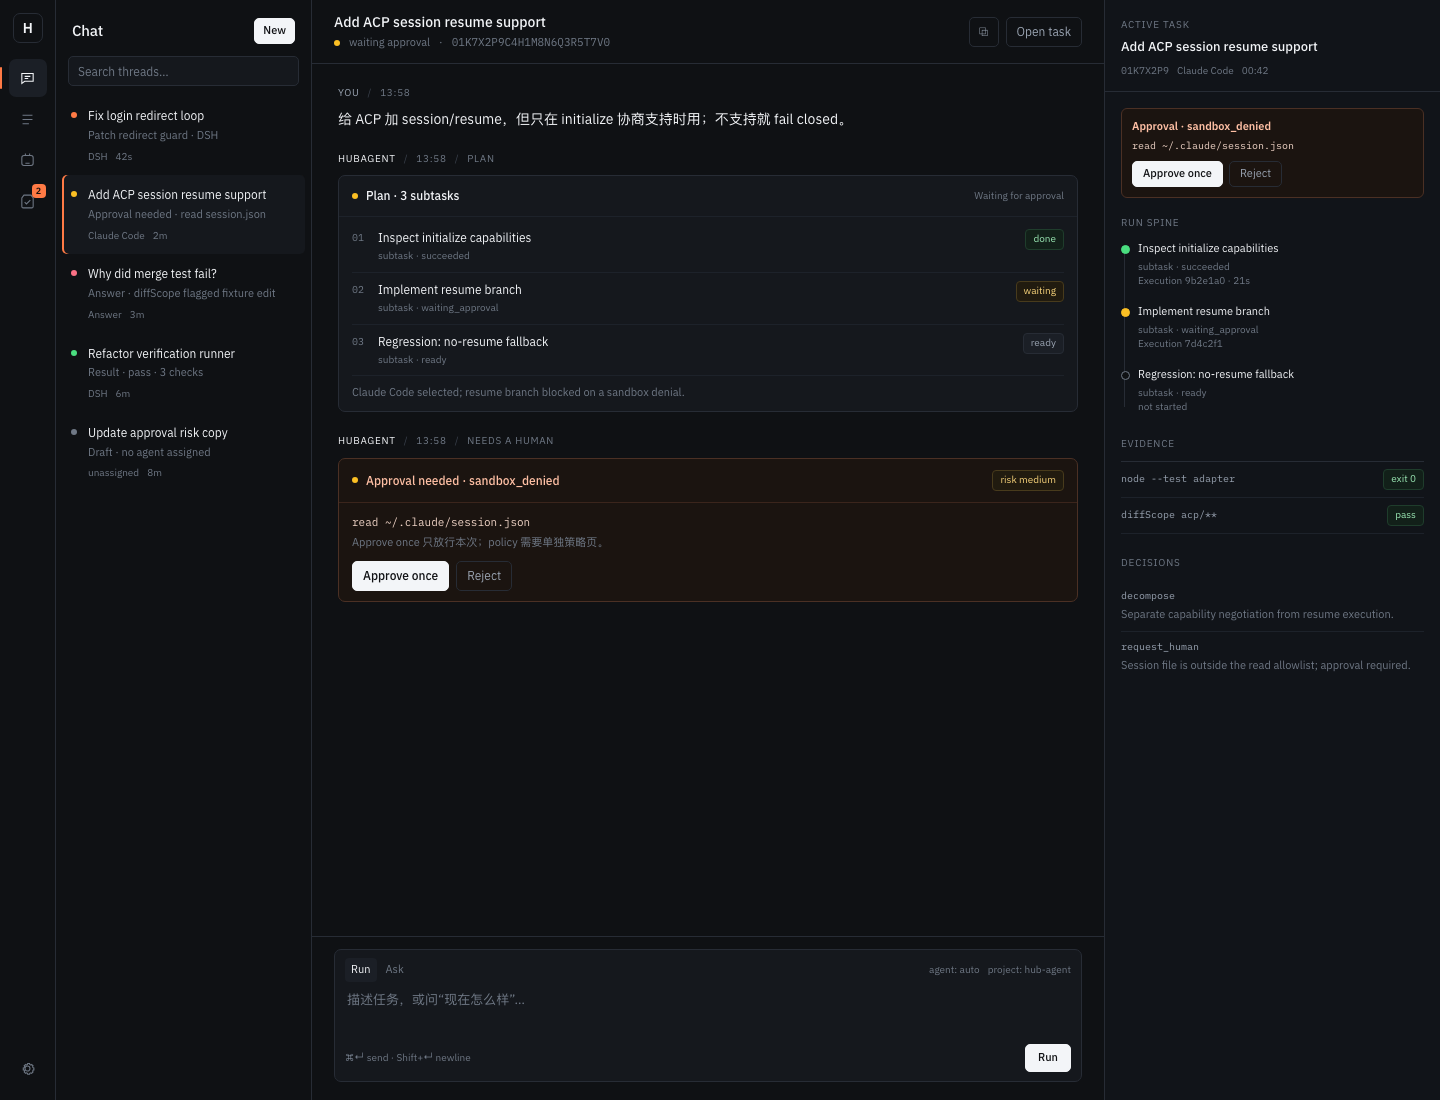 H
2
Chat
New
Search threads...
Fix login redirect loop
Patch redirect guard · DSH
DSH 42s
Add ACP session resume support
Approval needed · read session.json
Claude Code 2m
Why did merge test fail?
Answer · diffScope flagged fixture edit
Answer 3m
Refactor verification runner
Result · pass · 3 checks
DSH 6m
Update approval risk copy
Draft · no agent assigned
unassigned 8m
Add ACP session resume support
waiting approval · 01K7X2P9C4H1M8N6Q3R5T7V0
Open task
YOU / 13:58
给 ACP 加 session/resume，但只在 initialize 协商支持时用；不支持就 fail closed。
HUBAGENT / 13:58 / PLAN
Plan · 3 subtasks
Waiting for approval
01 Inspect initialize capabilities
subtask · succeeded
done
02 Implement resume branch
subtask · waiting_approval
waiting
03 Regression: no-resume fallback
subtask · ready
ready
Claude Code selected; resume branch blocked on a sandbox denial.
HUBAGENT / 13:58 / NEEDS A HUMAN
Approval needed · sandbox_denied
risk medium
read ~/.claude/session.json
Approve once 只放行本次；policy 需要单独策略页。
Approve once
Reject
Run
Ask
agent: auto project: hub-agent
描述任务，或问“现在怎么样”…
⌘↵ send · Shift+↵ newline
Run
ACTIVE TASK
Add ACP session resume support
01K7X2P9 Claude Code 00:42
Approval · sandbox_denied
read ~/.claude/session.json
Approve once
Reject
RUN SPINE
Inspect initialize capabilities
subtask · succeeded
Execution 9b2e1a0 · 21s
Implement resume branch
subtask · waiting_approval
Execution 7d4c2f1
Regression: no-resume fallback
subtask · ready
not started
EVIDENCE
node --test adapter
exit 0
diffScope acp/**
pass
DECISIONS
decompose
Separate capability negotiation from resume execution.
request_human
Session file is outside the read allowlist; approval required.